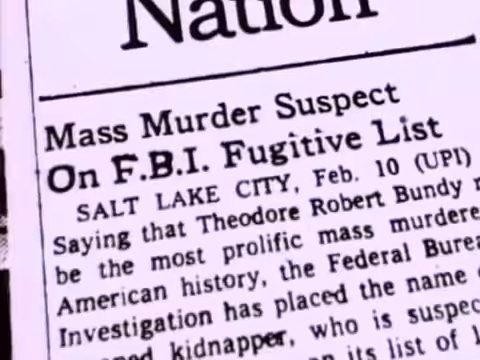 Nation
Mass Murder Suspect
On F.B.I. Fugitive List
SALT LAKE CITY, Feb. 10 (UPI)
Saying that Theodore Robert Bundy
be the most prolific mass murdere
American history, the Federal Burea
Investigation has placed the name
kidnapper, who is suspec
its list of